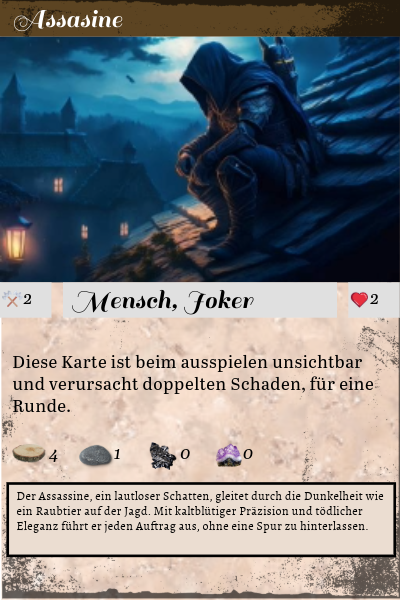 Assasine
2
Mensch, Joker
2
Diese Karte ist beim ausspielen unsichtbar
und verursacht doppelten Schaden, für eine
Runde.
4 1 0 0
Der Assassine, ein lautloser Schatten, gleitet durch die Dunkelheit wie
ein Raubtier auf der Jagd. Mit kaltblütiger Präzision und tödlicher
Eleganz führt er jeden Auftrag aus, ohne eine Spur zu hinterlassen.